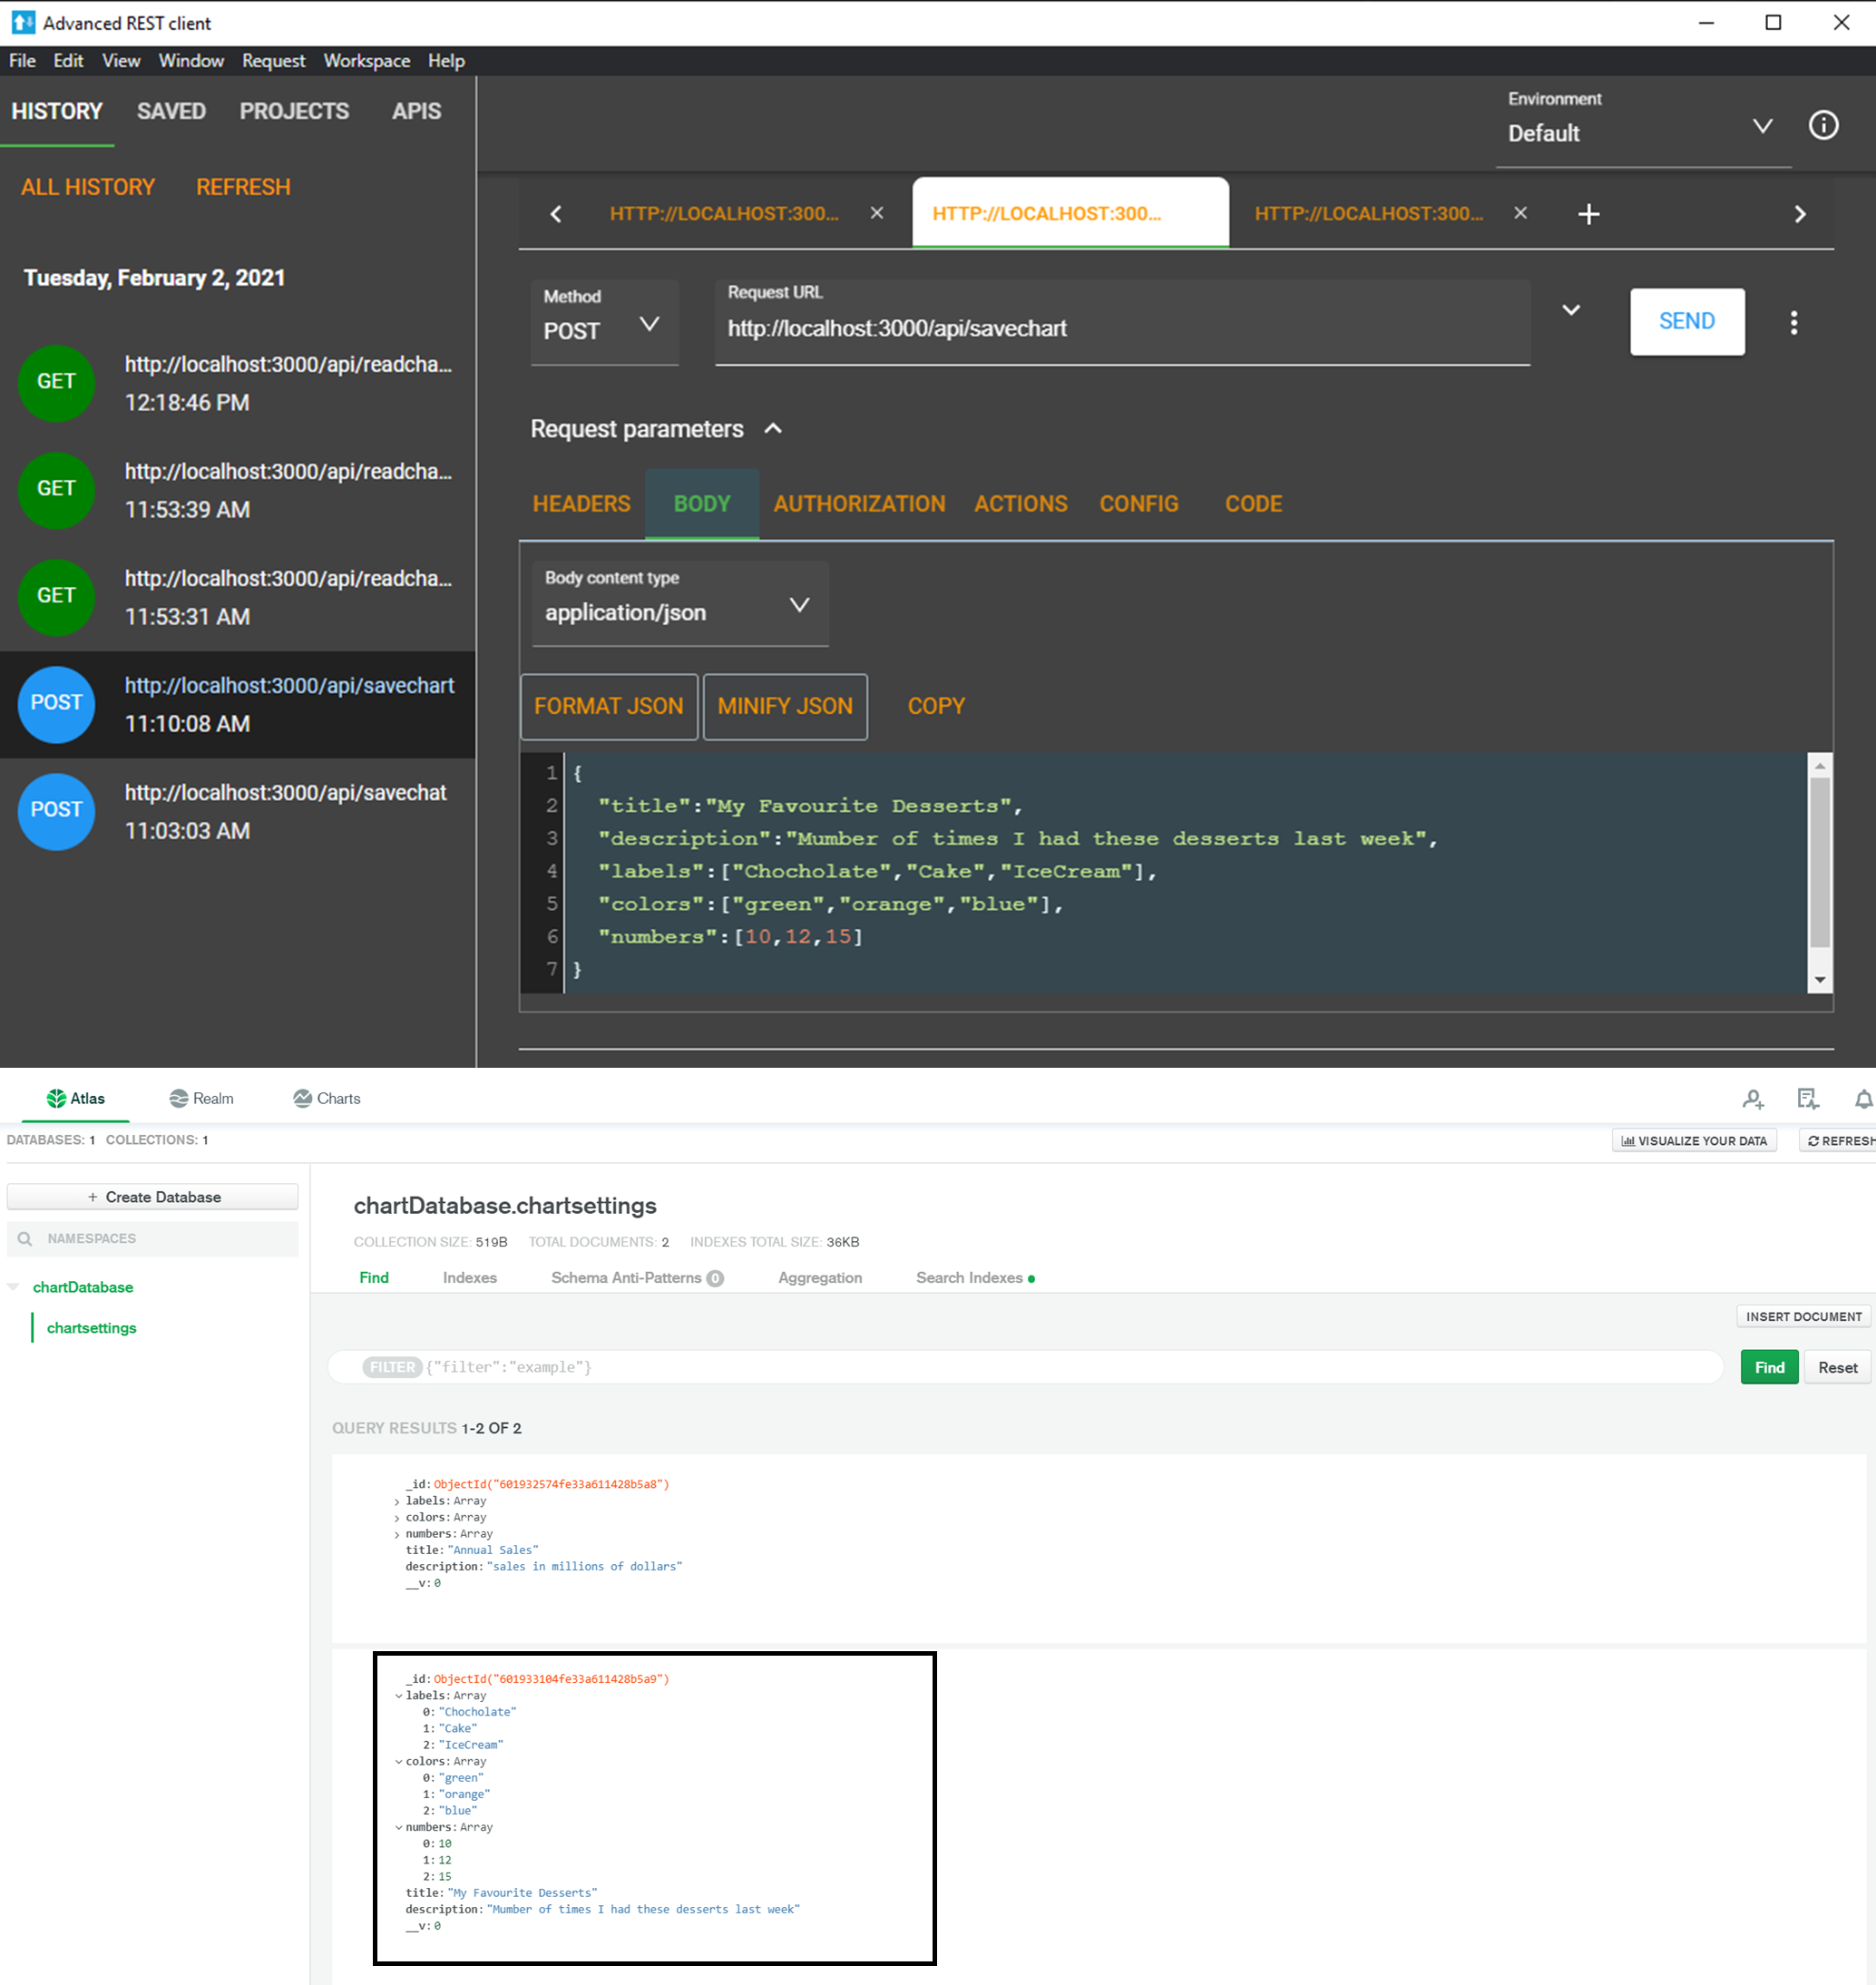 Advanced REST client
File Edit View Window Request Workspace Help
HISTORY SAVED PROJECTS APIS
ALL HISTORY REFRESH
Tuesday, February 2, 2021
GET http://localhost:3000/api/readcha...
12:18:46 PM
GET http://localhost:3000/api/readcha...
11:53:39 AM
GET http://localhost:3000/api/readcha...
11:53:31 AM
POST http://localhost:3000/api/savechart
11:10:08 AM
POST http://localhost:3000/api/savechat
11:03:03 AM
Environment
Default
HTTP://LOCALHOST:300... HTTP://LOCALHOST:300... HTTP://LOCALHOST:300...
Method
POST
Request URL
http://localhost:3000/api/savechart
SEND
Request parameters
HEADERS BODY AUTHORIZATION ACTIONS CONFIG CODE
Body content type
application/json
FORMAT JSON MINIFY JSON COPY
1 {
2 "title":"My Favourite Desserts",
3 "description":"Mumber of times I had these desserts last week",
4 "labels":["Chocholate","Cake","IceCream"],
5 "colors":["green","orange","blue"],
6 "numbers":[10,12,15]
7 }
Atlas Realm Charts
DATABASES: 1 COLLECTIONS: 1
VISUALIZE YOUR DATA REFRESH
+ Create Database
NAMESPACES
chartDatabase
chartsettings
chartDatabase.chartsettings
COLLECTION SIZE: 519B TOTAL DOCUMENTS: 2 INDEXES TOTAL SIZE: 36KB
Find Indexes Schema Anti-Patterns 0 Aggregation Search Indexes
INSERT DOCUMENT
FILTER {"filter":"example"}
Find Reset
QUERY RESULTS 1-2 OF 2
_id: ObjectId("601932574fe33a611428b5a8")
labels: Array
colors: Array
numbers: Array
title: "Annual Sales"
description: "sales in millions of dollars"
__v: 0
_id: ObjectId("601933104fe33a611428b5a9")
labels: Array
0: "Chocholate"
1: "Cake"
2: "IceCream"
colors: Array
0: "green"
1: "orange"
2: "blue"
numbers: Array
0: 10
1: 12
2: 15
title: "My Favourite Desserts"
description: "Mumber of times I had these desserts last week"
__v: 0